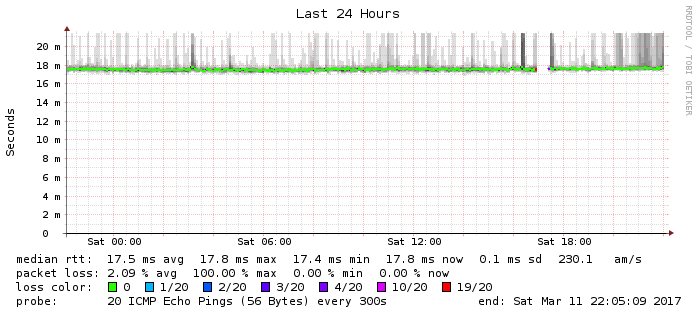 Last 24 Hours
RRDTOOL / TOBI OETIKER
Seconds
20 m
18 m
16 m
14 m
12 m
10 m
8 m
6 m
4 m
2 m
0
Sat 00:00 Sat 06:00 Sat 12:00 Sat 18:00
median rtt: 17.5 ms avg 17.8 ms max 17.4 ms min 17.8 ms now 0.1 ms sd 230.1 am/s
packet loss: 2.09 % avg 100.00 % max 0.00 % min 0.00 % now
loss color: 0 1/20 2/20 3/20 4/20 10/20 19/20
probe: 20 ICMP Echo Pings (56 Bytes) every 300s end: Sat Mar 11 22:05:09 2017